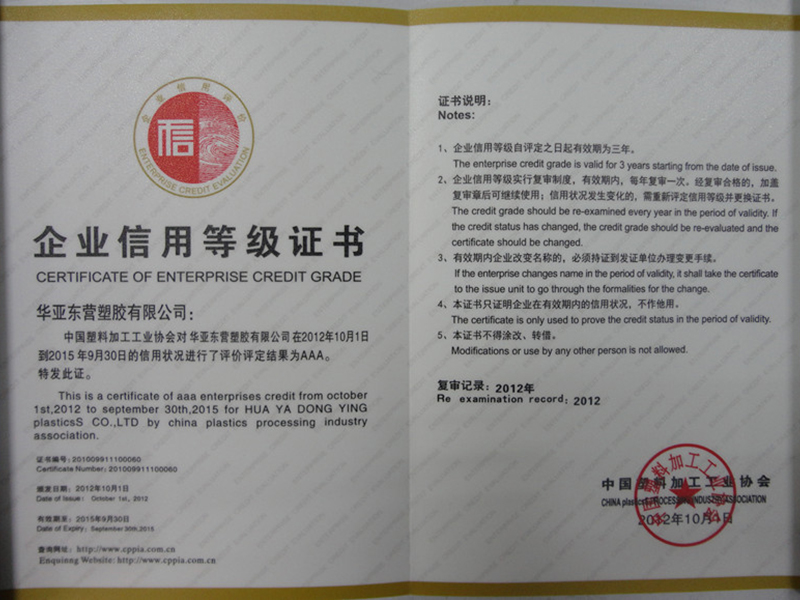 企业信用评价
信
ENTERPRISE CREDIT EVALUATION
企业信用等级证书
CERTIFICATE OF ENTERPRISE CREDIT GRADE
华亚东营塑胶有限公司：
中国塑料加工工业协会对华亚东营塑胶有限公司在2012年10月1日
到2015年9月30日的信用状况进行了评价评定结果为AAA。
特发此证。
This is a certificate of aaa enterprises credit from october
1st,2012 to september 30th,2015 for HUA YA DONG YING
plasticsS CO.,LTD by china plastics processing industry
association.
证书编号：201009911100060
Certificate Number：201009911100060
颁发日期：2012年10月1日
Date of Issue： October 1st, 2012
有效期至：2015年9月30日
Date of Expiry：September 30th,2015
查询网址：http://www.cppia.com.cn
Enquiong Website: http://www.cppia.com.cn
证书说明：
Notes:
1、企业信用等级自评定之日起有效期为三年。
The enterprise credit grade is valid for 3 years starting from the date of issue.
2、企业信用等级实行复审制度，有效期内，每年复审一次。经复审合格的，加盖
复审章后可继续使用；信用状况发生变化的，需重新评定信用等级并更换证书。
The credit grade should be re-examined every year in the period of validity. If
the credit status has changed, the credit grade should be re-evaluated and the
certificate should be changed.
3、有效期内企业改变名称的，必须持证到发证单位办理变更手续。
If the enterprise changes name in the period of validity, it shall take the certificate
to the issue unit to go through the formalities for the change.
4、本证书只证明企业在有效期内的信用状况，不作他用。
The certificate is only used to prove the credit status in the period of validity.
5、本证书不得涂改、转借。
Modifications or use by any other person is not allowed.
复审记录：2012年
Re examination record：2012
中国塑料加工工业协会
CHINA plasticS PROCESSING INDUSZRY ASSOCIATION
2012年10月1日
中国塑料加工工业协会